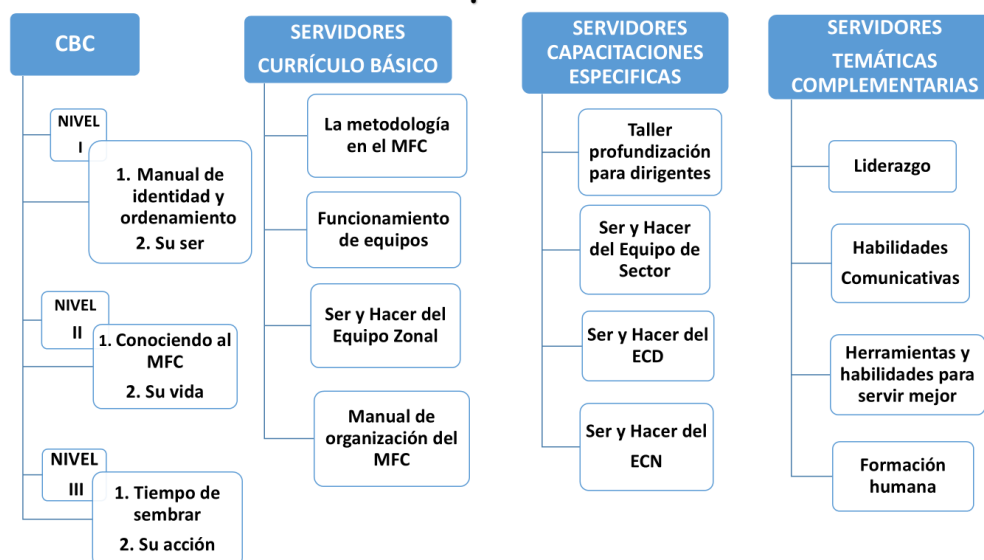 CBC
NIVEL
I
1. Manual de
identidad y
ordenamiento
2. Su ser
NIVEL
II
1. Conociendo al
MFC
2. Su vida
NIVEL
III
1. Tiempo de
sembrar
2. Su acción
SERVIDORES
CURRÍCULO BÁSICO
La metodología
en el MFC
Funcionamiento
de equipos
Ser y Hacer del
Equipo Zonal
Manual de
organización del
MFC
SERVIDORES
CAPACITACIONES
ESPECIFICAS
Taller
profundización
para dirigentes
Ser y Hacer
del Equipo de
Sector
Ser y Hacer del
ECD
Ser y Hacer del
ECN
SERVIDORES
TEMÁTICAS
COMPLEMENTARIAS
Liderazgo
Habilidades
Comunicativas
Herramientas y
habilidades para
servir mejor
Formación
humana